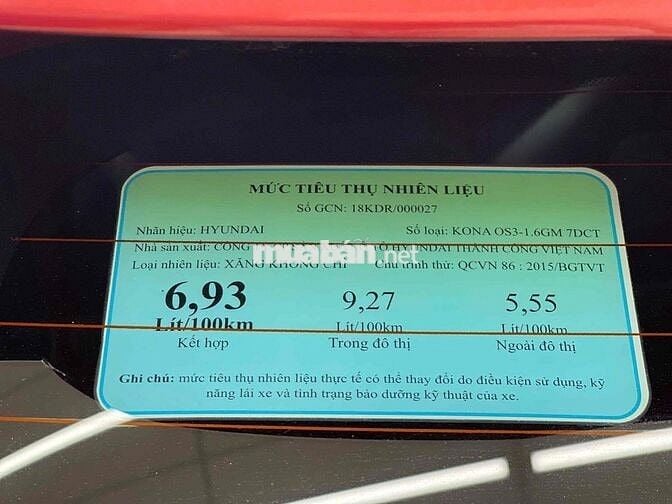 MỨC TIÊU THỤ NHIÊN LIỆU
Số GCN: 18KDR/000027
Nhãn hiệu: HYUNDAI Số loại: KONA OS3-1.6GM 7DCT
Nhà sản xuất: CÔNG TÔ HYUNDAI THÀNH CÔNG VIỆT NAM
muaban.net
Loại nhiên liệu: XĂNG KHÔNG CHÌ Chu trình thử: QCVN 86 : 2015/BGTVT
6,93 9,27 5,55
Lít/100km Lít/100km Lít/100km
Kết hợp Trong đô thị Ngoài đô thị
Ghi chú: mức tiêu thụ nhiên liệu thực tế có thể thay đổi do điều kiện sử dụng, kỹ
năng lái xe và tình trạng bảo dưỡng kỹ thuật của xe.